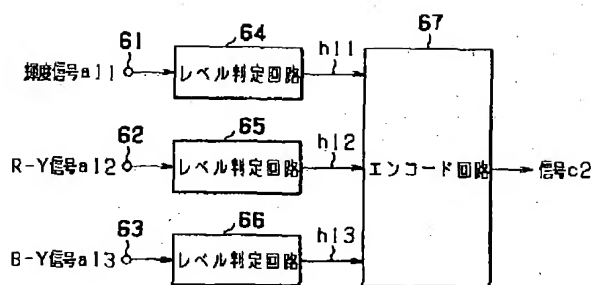 61
64
67
輝度信号a11
レベル判定回路
h11
62
65
R-Y信号a12
レベル判定回路
h12
エンコード回路
信号c2
63
66
B-Y信号a13
レベル判定回路
h13